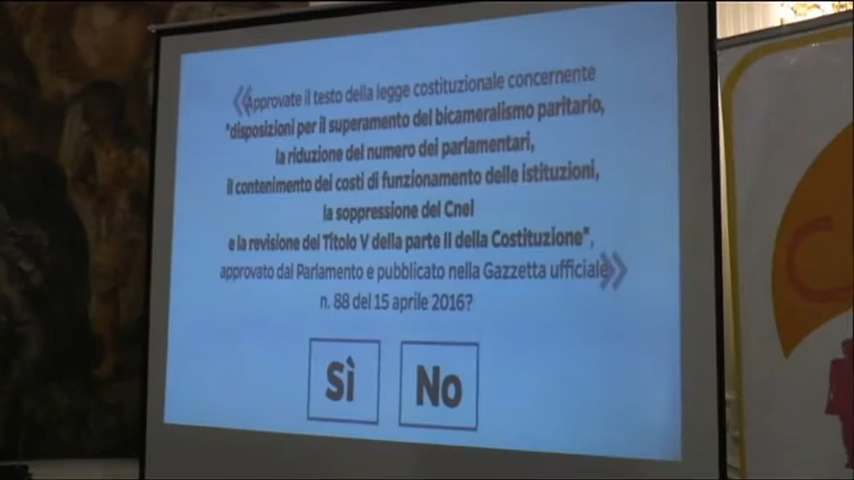 «Approvate il testo della legge costituzionale concernente
"disposizioni per il superamento del bicameralismo paritario,
la riduzione del numero dei parlamentari,
il contenimento dei costi di funzionamento delle istituzioni,
la soppressione del Cnel
e la revisione del Titolo V della parte II della Costituzione",
approvato dal Parlamento e pubblicato nella Gazzetta ufficiale»
n. 88 del 15 aprile 2016?
Sì No